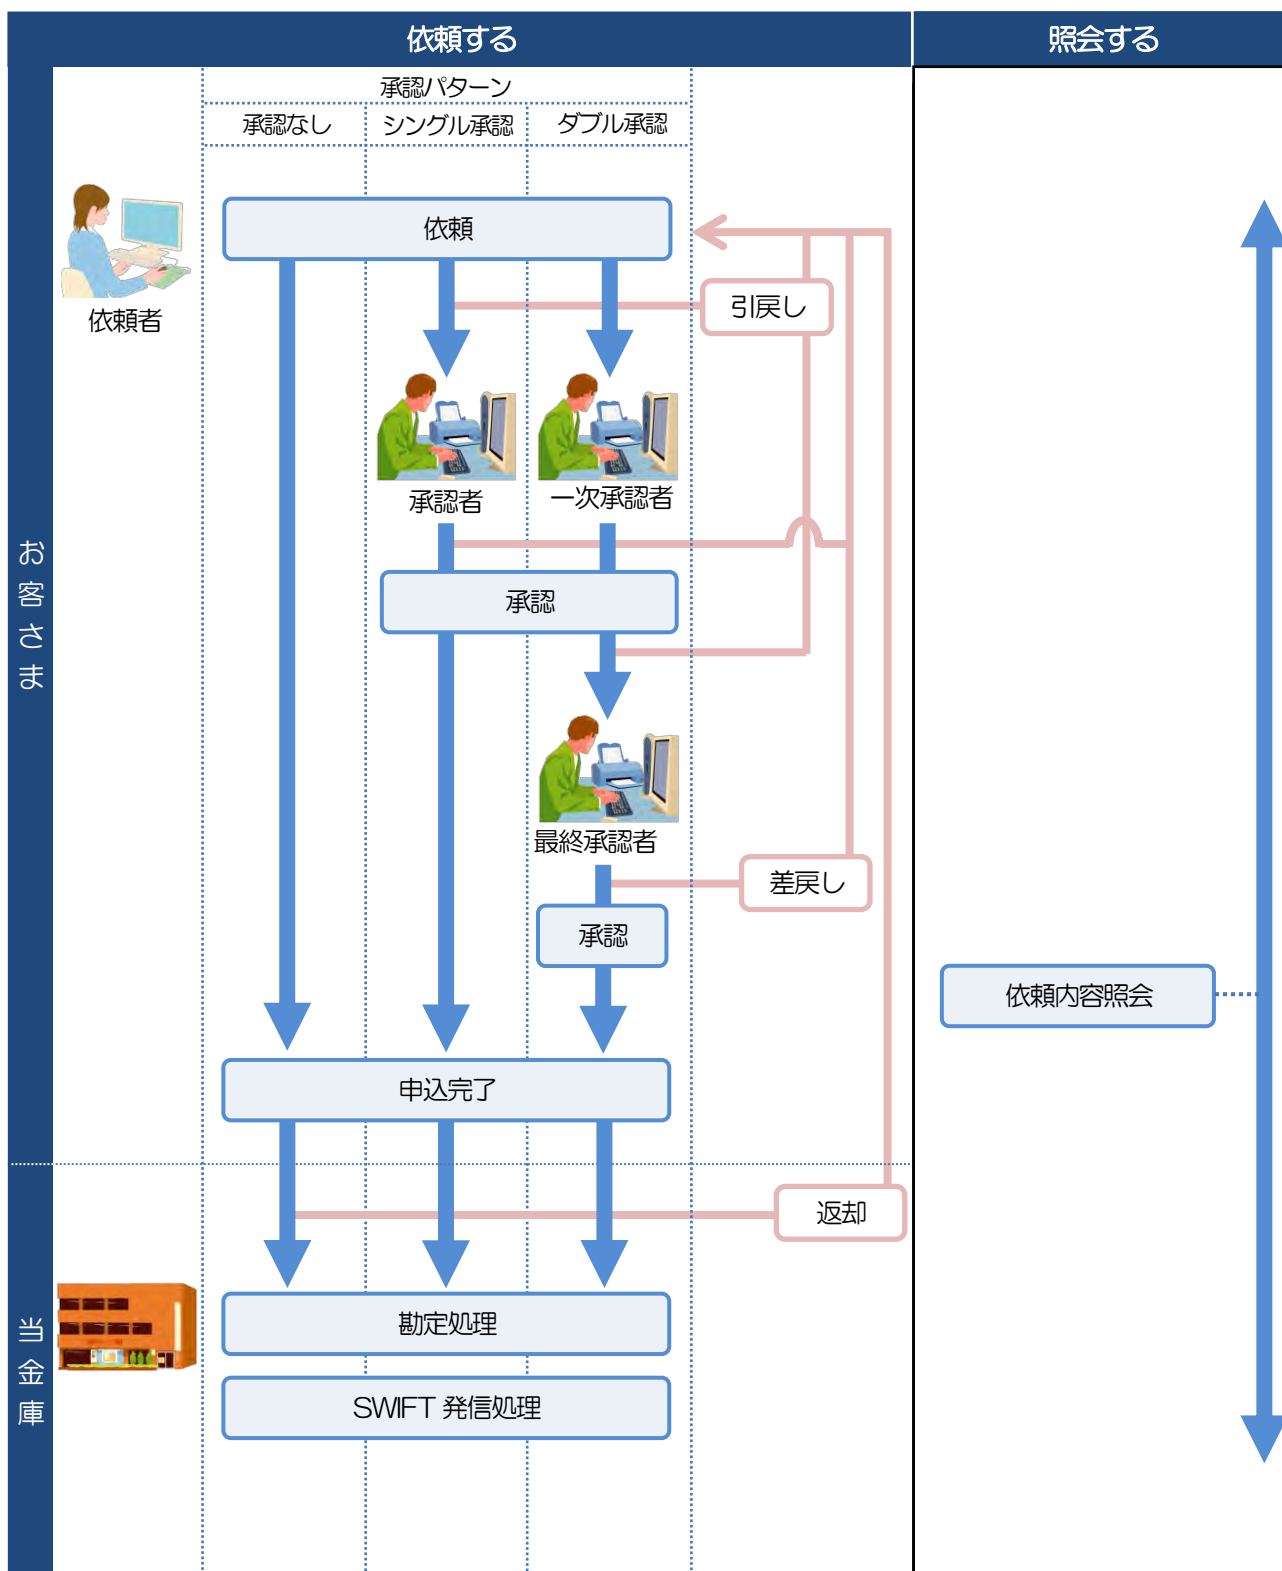 依頼する
照会する
承認パターン
承認なし
シングル承認
ダブル承認
依頼
依頼者
引戻し
承認者
一次承認者
お客さま
承認
最終承認者
差戻し
承認
依頼内容照会
申込完了
返却
当金庫
勘定処理
SWIFT 発信処理